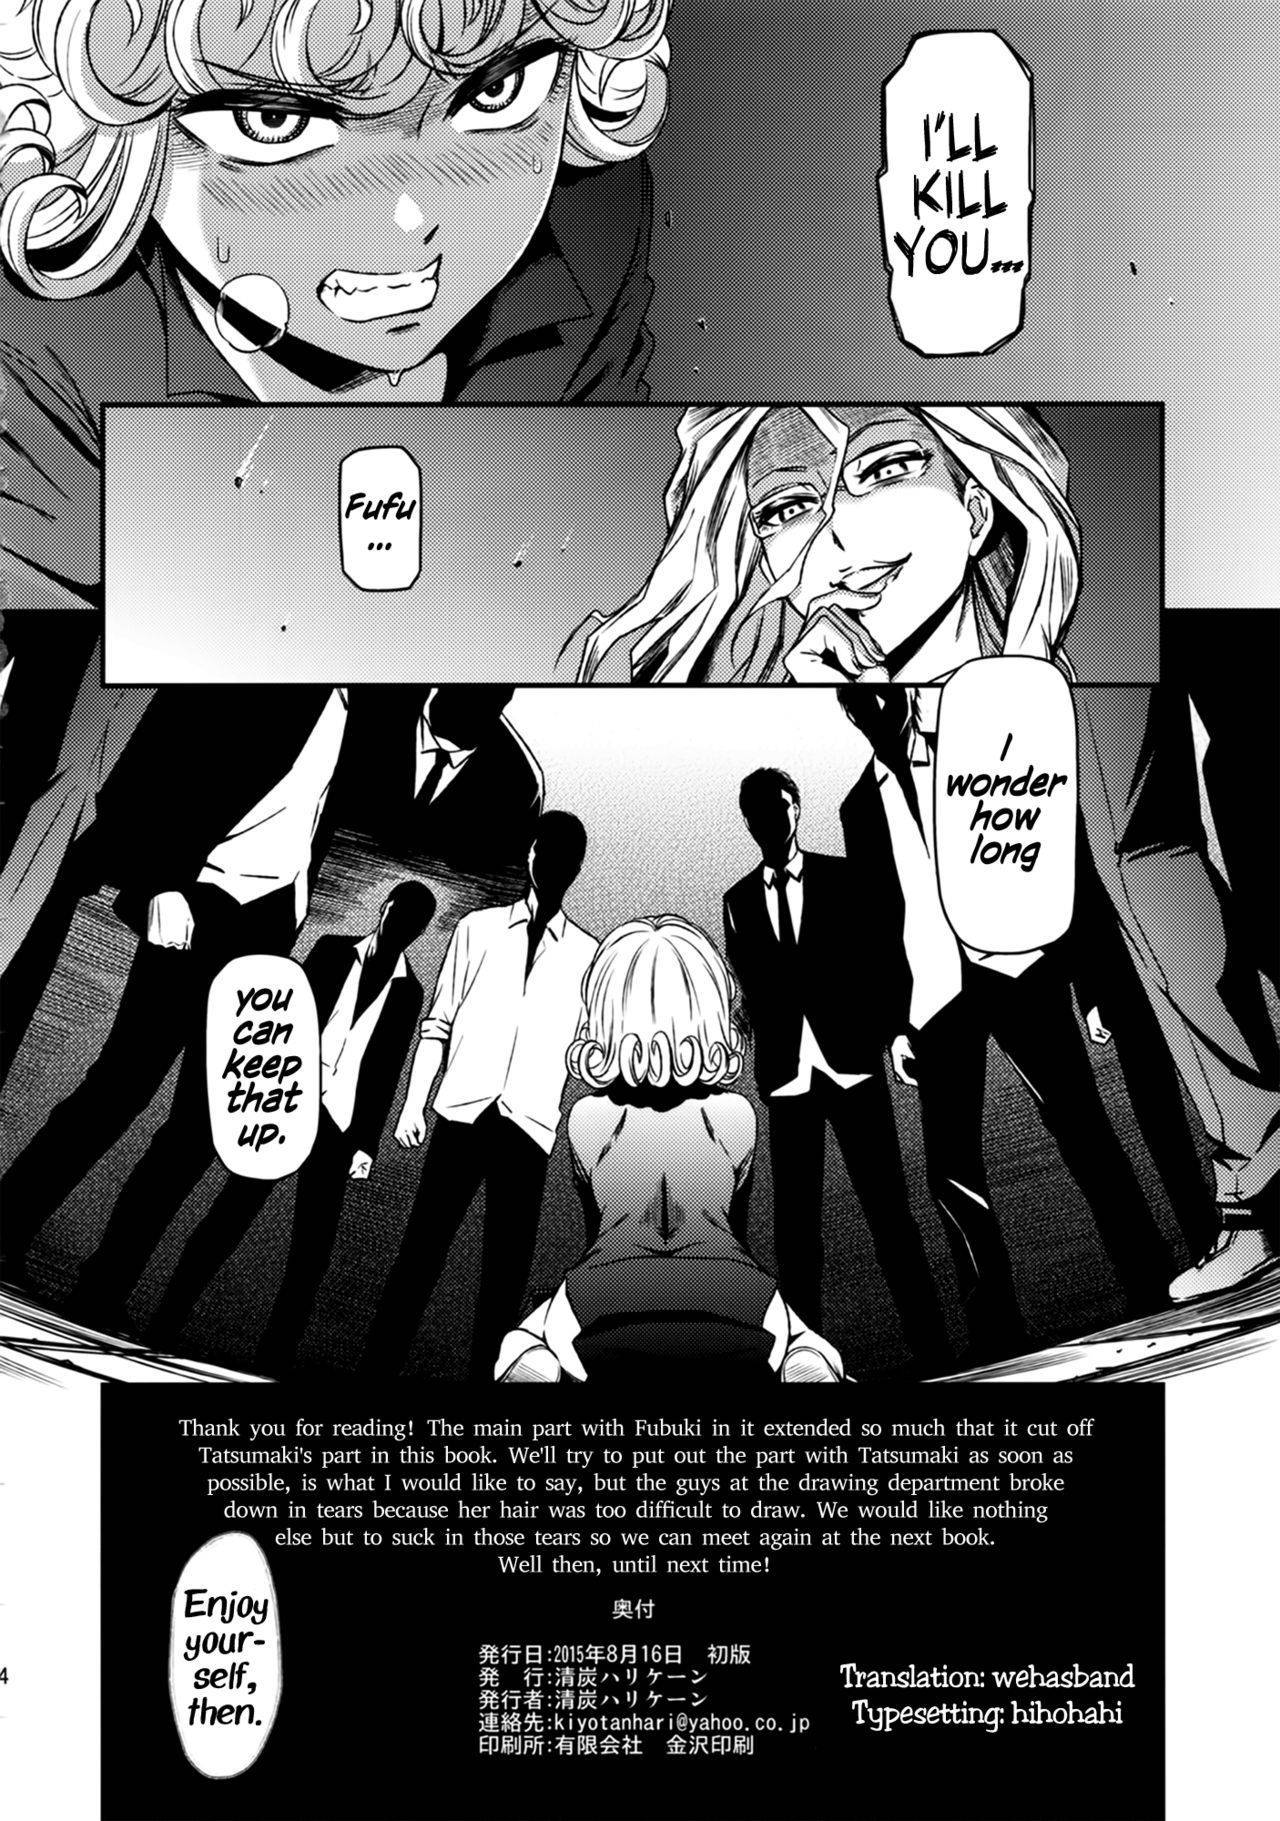 I'LL
KILL
YOU...
Fufu
...
I
wonder
how
long
you
can
keep
that
up.
Thank you for reading! The main part with Fubuki in it extended so much that it cut off
Tatsumaki's part in this book. We'll try to put out the part with Tatsumaki as soon as
possible, is what I would like to say, but the guys at the drawing department broke
down in tears because her hair was too difficult to draw. We would like nothing
else but to suck in those tears so we can meet again at the next book.
Well then, until next time!
Enjoy
your-
self,
then.
奥付
発行日:2015年8月16日　初版
発　行:清炭ハリケーン
発行者:清炭ハリケーン
連絡先:kiyotanhari@yahoo.co.jp
印刷所:有限会社　金沢印刷
Translation: wehasband
Typesetting: hihohahi
4